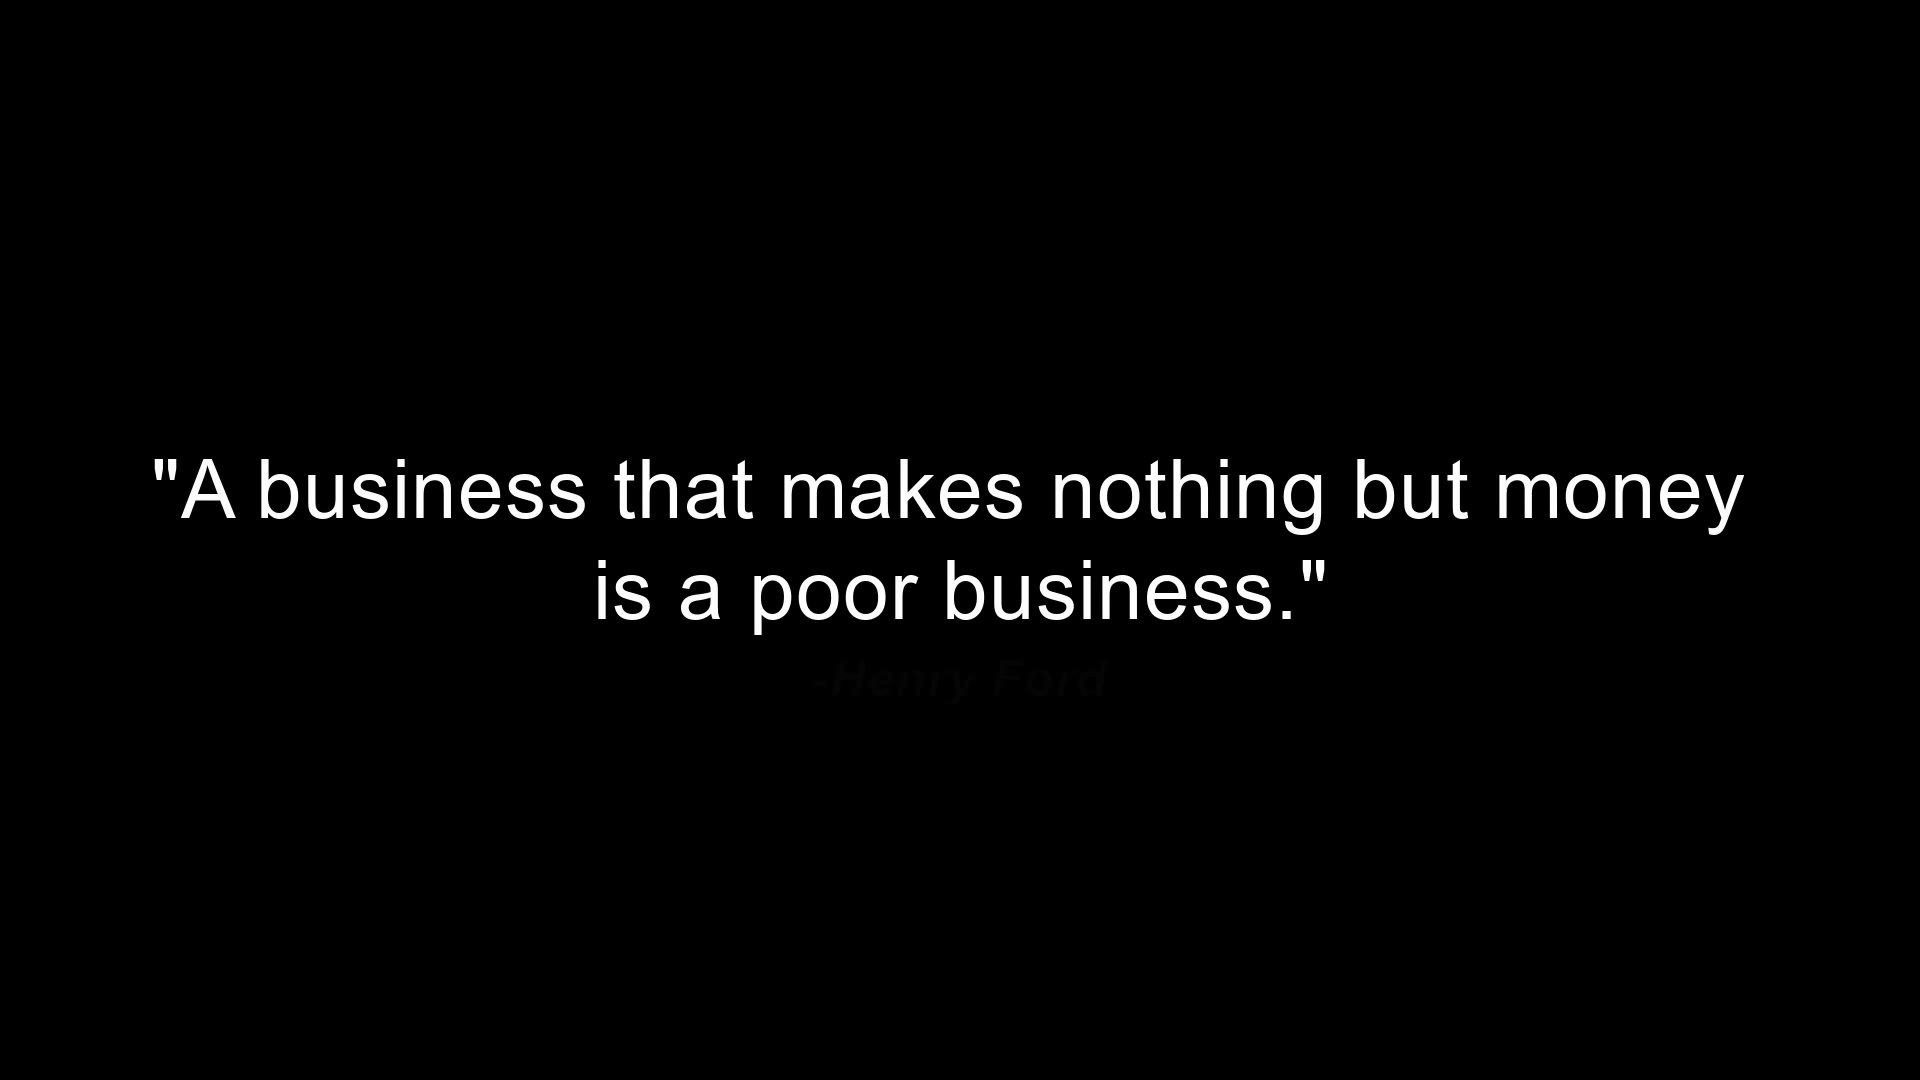 "A business that makes nothing but money
is a poor business."
-Henry Ford